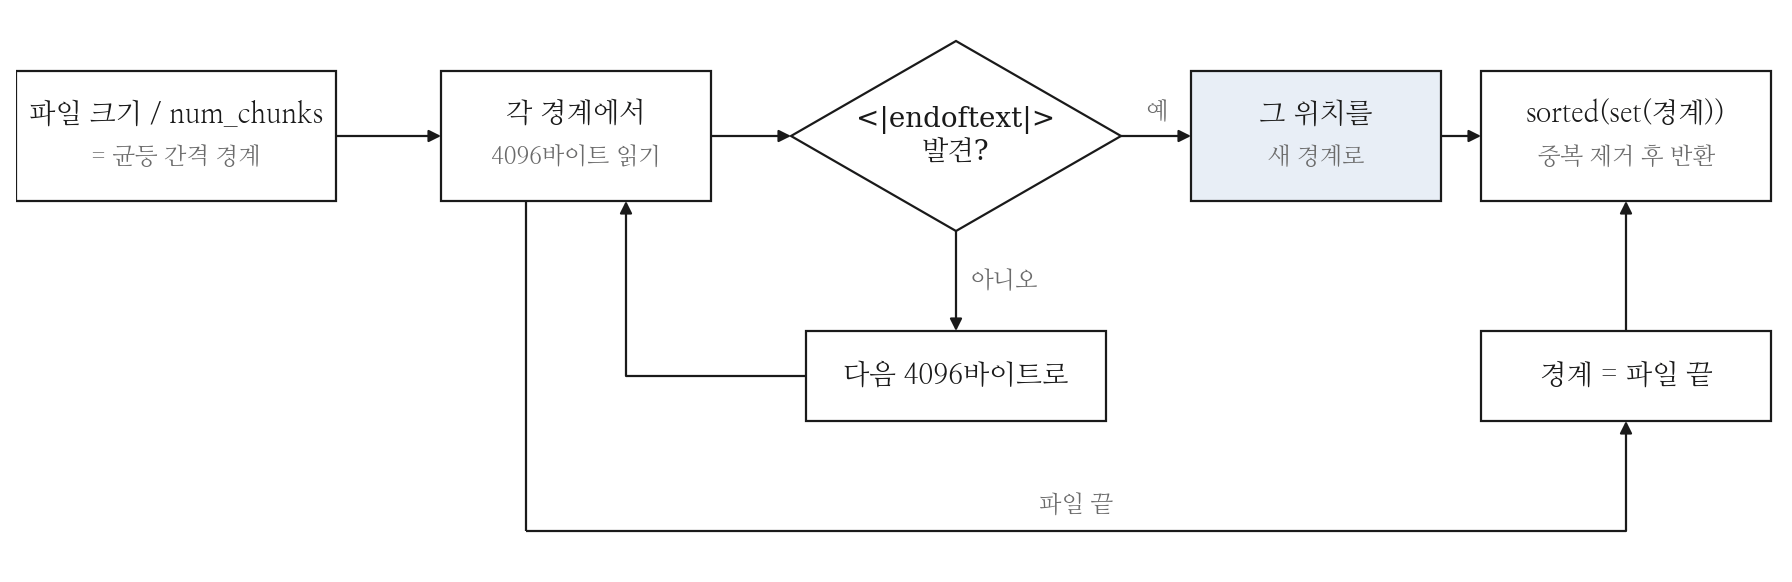 파일 크기 / num_chunks
= 균등 간격 경계
각 경계에서
4096바이트 읽기
<|endoftext|>
발견?
예
그 위치를
새 경계로
sorted(set(경계))
중복 제거 후 반환
아니오
다음 4096바이트로
경계 = 파일 끝
파일 끝